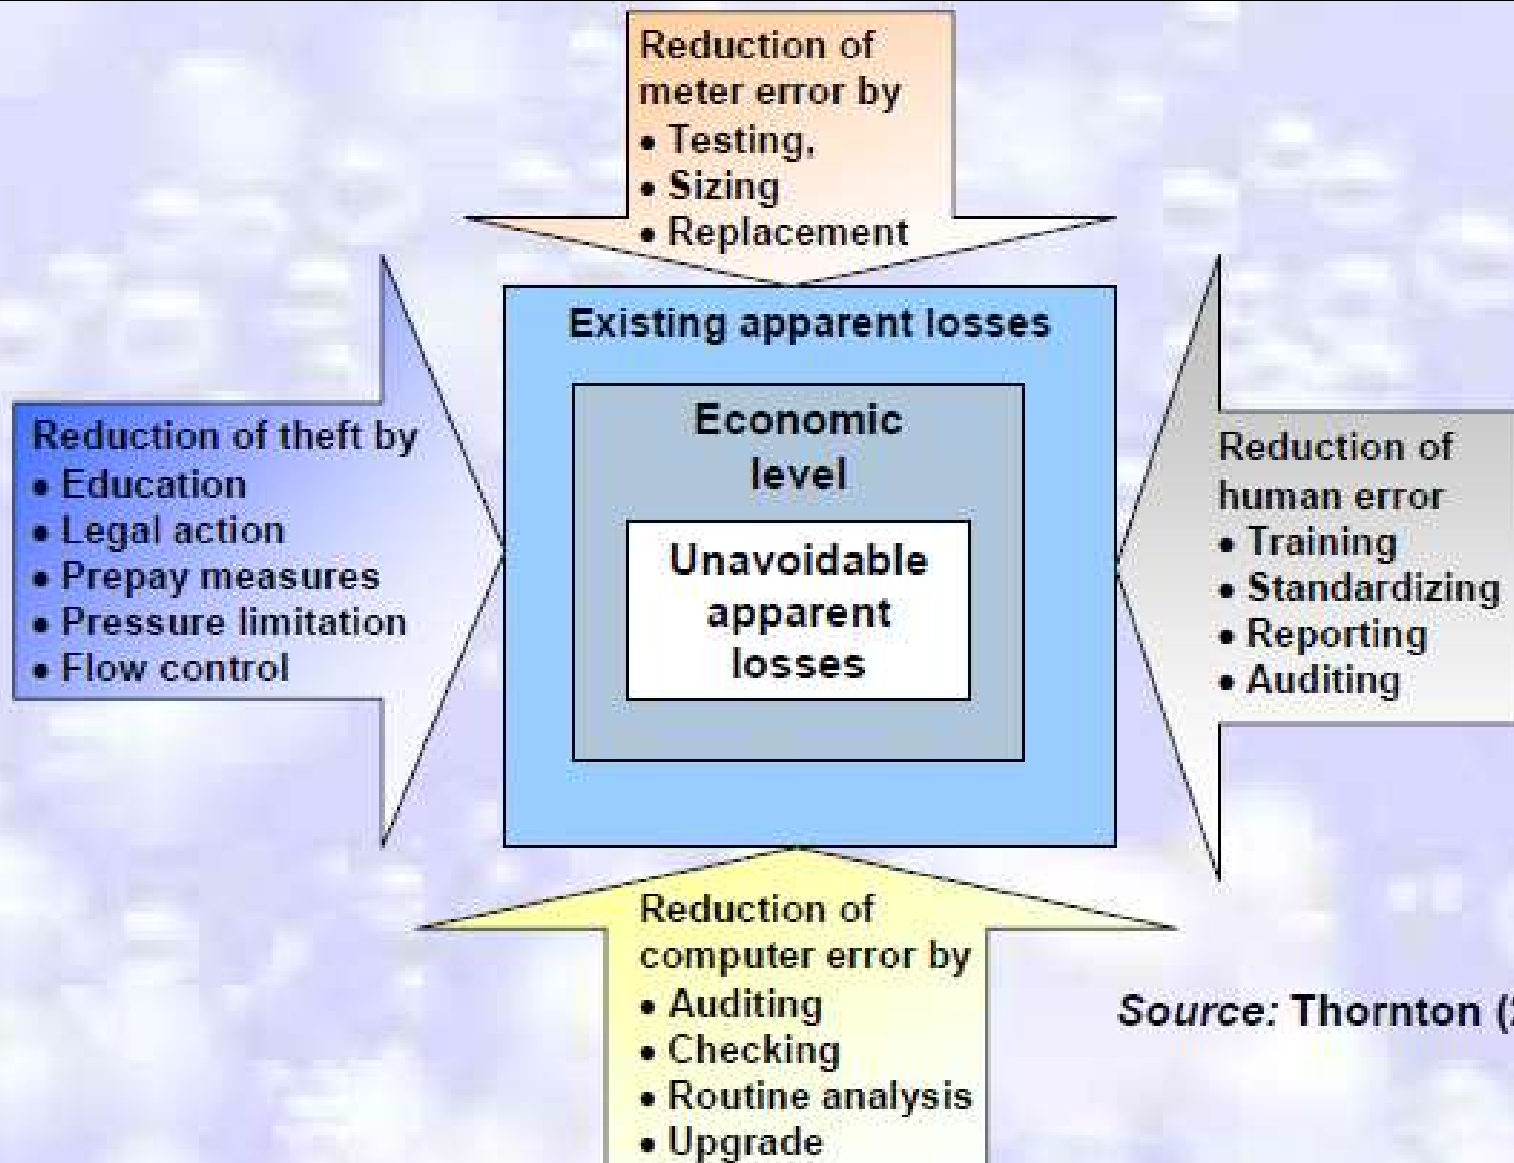 Reduction of
meter error by
• Testing,
• Sizing
• Replacement
Existing apparent losses
Economic
level
Unavoidable
apparent
losses
Reduction of theft by
• Education
• Legal action
• Prepay measures
• Pressure limitation
• Flow control
Reduction of
human error
• Training
• Standardizing
• Reporting
• Auditing
Reduction of
computer error by
• Auditing
• Checking
• Routine analysis
• Upgrade
Source: Thornton (